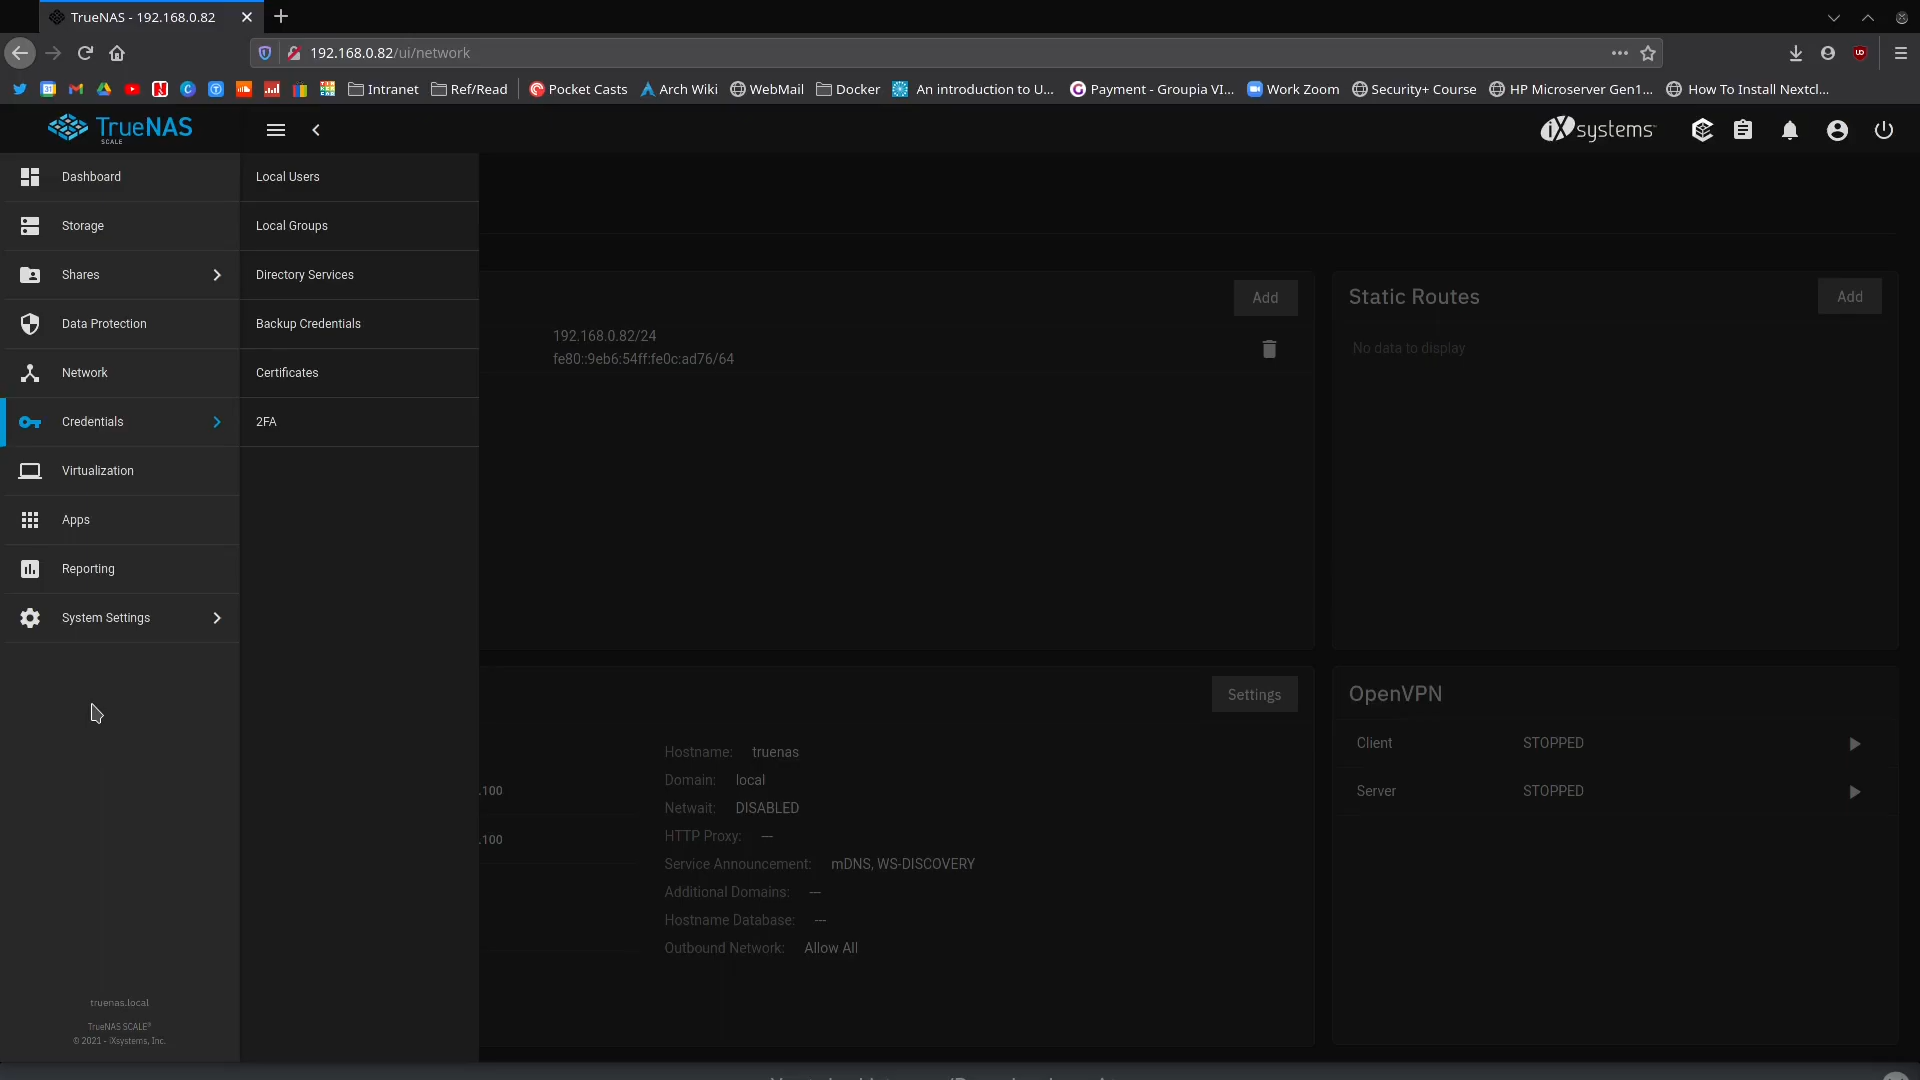 TrueNAS - 192.168.0.82
192.168.0.82/ui/network
31
Intranet
Ref/Read
Pocket Casts
Arch Wiki
WebMail
Docker
An introduction to U...
Payment - Groupia VI...
Work Zoom
Security+ Course
HP Microserver Gen1...
How To Install Nextcl...
TrueNAS
SCALE
iXsystems
Dashboard
Storage
Shares
Data Protection
Network
Credentials
Virtualization
Apps
Reporting
System Settings
truenas.local
TrueNAS SCALE®
© 2021 - iXsystems, Inc.
Local Users
Local Groups
Directory Services
Backup Credentials
Certificates
2FA
Add
192.168.0.82/24
fe80::9eb6:54ff:fe0c:ad76/64
Static Routes
Add
No data to display
Settings
.100
.100
Hostname: truenas
Domain: local
Netwait: DISABLED
HTTP Proxy: ---
Service Announcement: mDNS, WS-DISCOVERY
Additional Domains: ---
Hostname Database: ---
Outbound Network: Allow All
OpenVPN
Client STOPPED
Server STOPPED